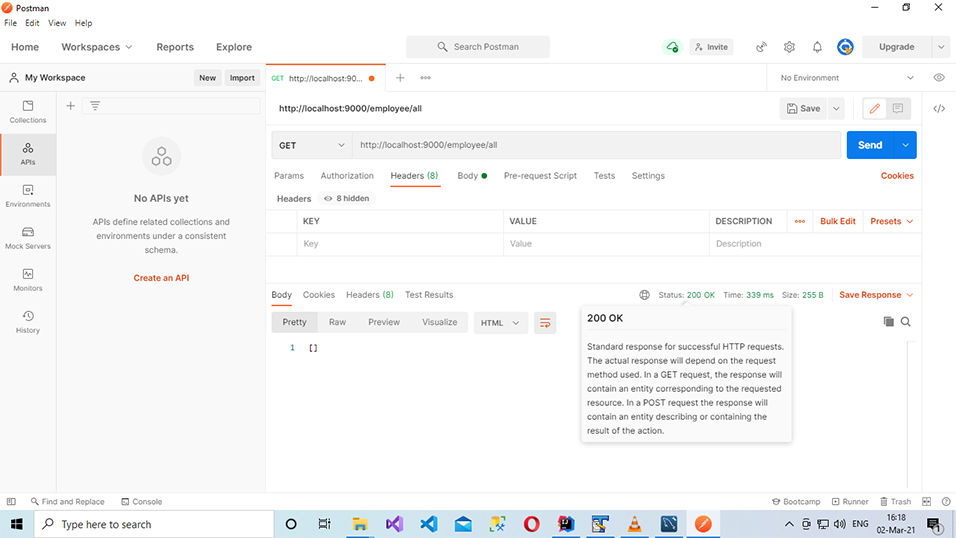 Postman
File Edit View Help
Home Workspaces Reports Explore
Search Postman
Invite
Upgrade
My Workspace
New Import
GET http://localhost:90...
No Environment
http://localhost:9000/employee/all
Save
Collections
APIs
Environments
Mock Servers
Monitors
History
No APIs yet
APIs define related collections and
environments under a consistent
schema.
Create an API
GET http://localhost:9000/employee/all
Send
Params Authorization Headers (8) Body Pre-request Script Tests Settings
Cookies
Headers 8 hidden
KEY VALUE DESCRIPTION Bulk Edit Presets
Key Value Description
Body Cookies Headers (8) Test Results
Status: 200 OK Time: 339 ms Size: 255 B Save Response
Pretty Raw Preview Visualize HTML
1 []
200 OK
Standard response for successful HTTP requests.
The actual response will depend on the request
method used. In a GET request, the response will
contain an entity corresponding to the requested
resource. In a POST request the response will
contain an entity describing or containing the
result of the action.
Find and Replace Console
Bootcamp Runner Trash
Type here to search
ENG
16:18
02-Mar-21
1